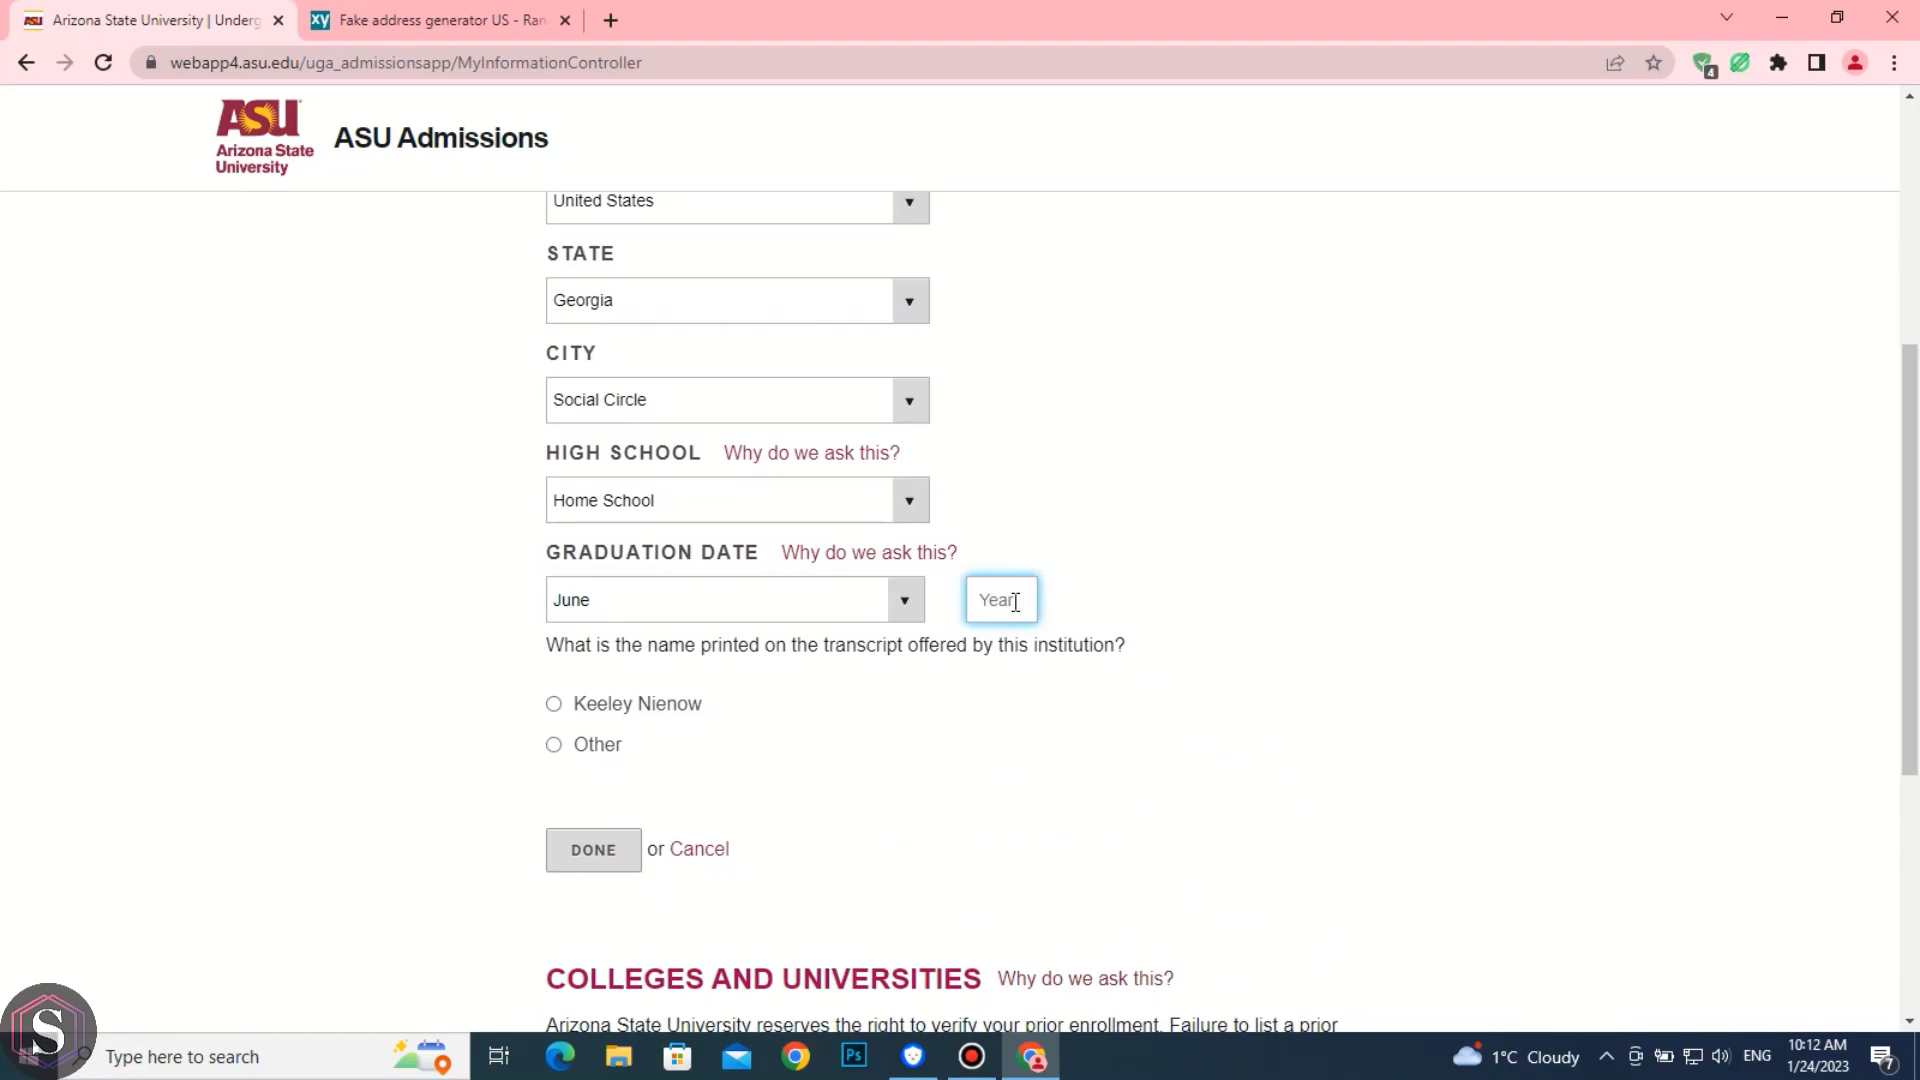 Arizona State University | Underg
xy
Fake address generator US - Ran
webapp4.asu.edu/uga_admissionsapp/MyInformationController
4
ASU
Arizona State
University
ASU Admissions
United States
STATE
Georgia
CITY
Social Circle
HIGH SCHOOL Why do we ask this?
Home School
GRADUATION DATE Why do we ask this?
June
Year
What is the name printed on the transcript offered by this institution?
Keeley Nienow
Other
DONE or Cancel
COLLEGES AND UNIVERSITIES Why do we ask this?
Arizona State University reserves the right to verify your prior enrollment. Failure to list a prior
S
Type here to search
Ps
1°C Cloudy
ENG
10:12 AM
1/24/2023
7